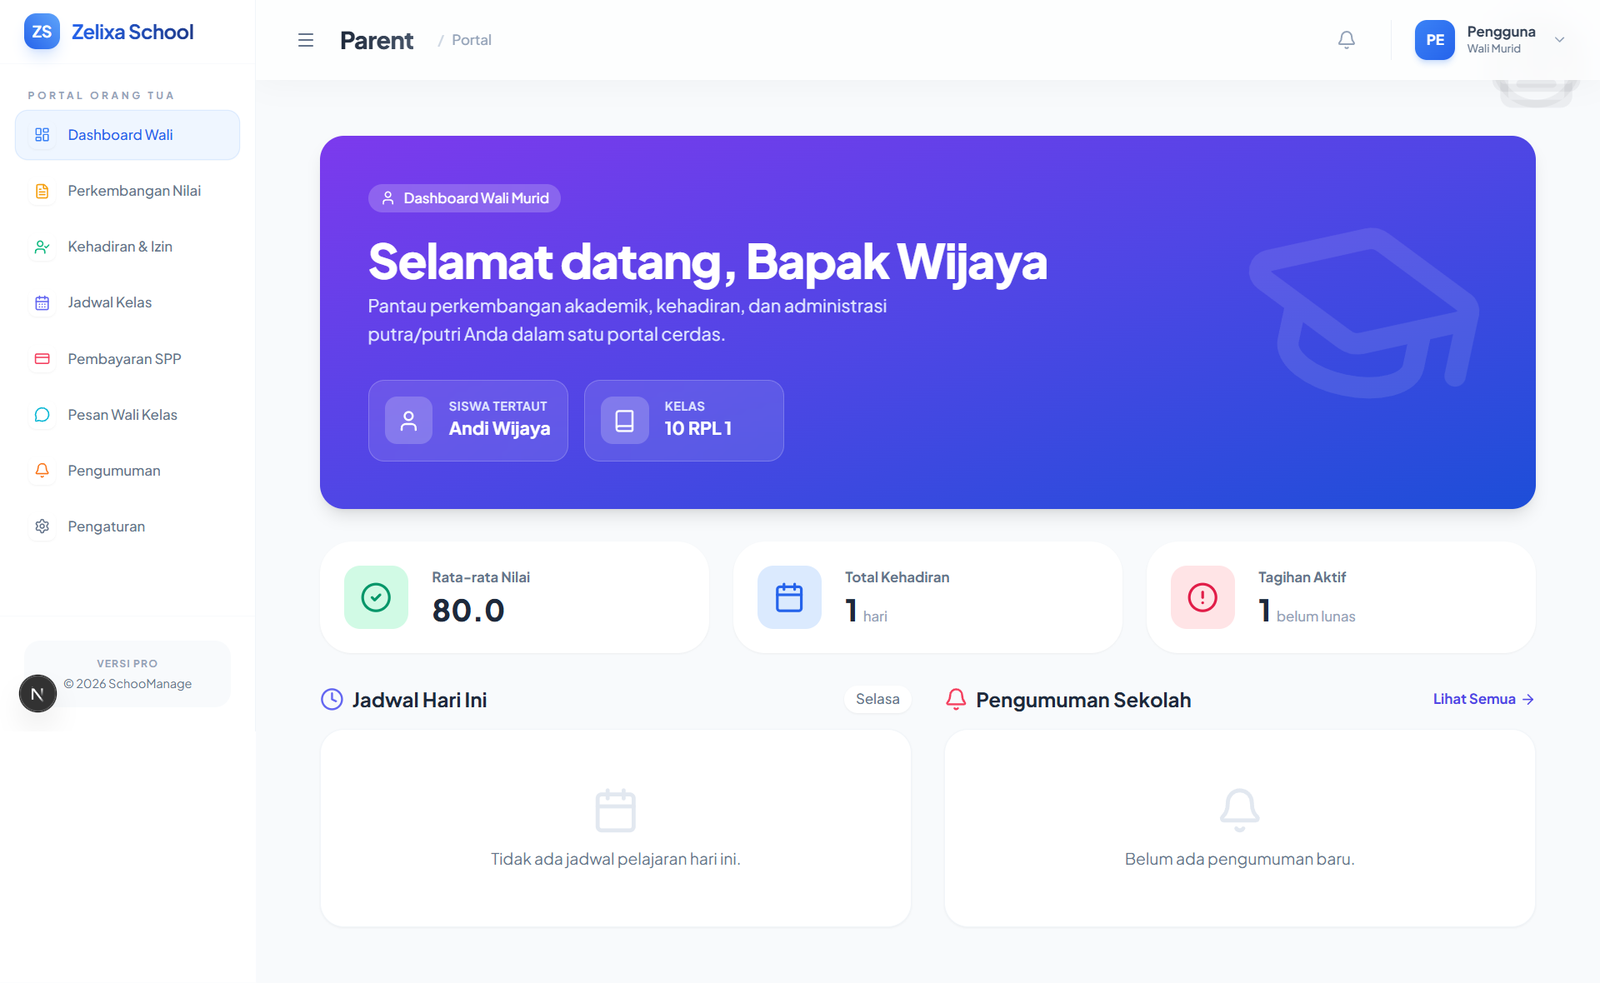 ZS Zelixa School
PORTAL ORANG TUA
Dashboard Wali
Perkembangan Nilai
Kehadiran & Izin
Jadwal Kelas
Pembayaran SPP
Pesan Wali Kelas
Pengumuman
Pengaturan
VERSI PRO
© 2026 SchooManage
N
Parent / Portal
PE
Pengguna
Wali Murid
Dashboard Wali Murid
Selamat datang, Bapak Wijaya
Pantau perkembangan akademik, kehadiran, dan administrasi
putra/putri Anda dalam satu portal cerdas.
SISWA TERTAUT
Andi Wijaya
KELAS
10 RPL 1
Rata-rata Nilai
80.0
Total Kehadiran
1 hari
Tagihan Aktif
1 belum lunas
Jadwal Hari Ini
Selasa
Tidak ada jadwal pelajaran hari ini.
Pengumuman Sekolah
Lihat Semua →
Belum ada pengumuman baru.